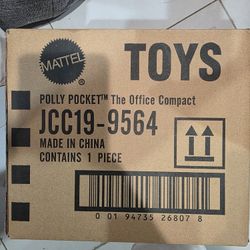 MATTEL
TOYS
POLLY POCKET™ The Office Compact
JCC19-9564
MADE IN CHINA
CONTAINS 1 PIECE
0 01 94735 26807 8